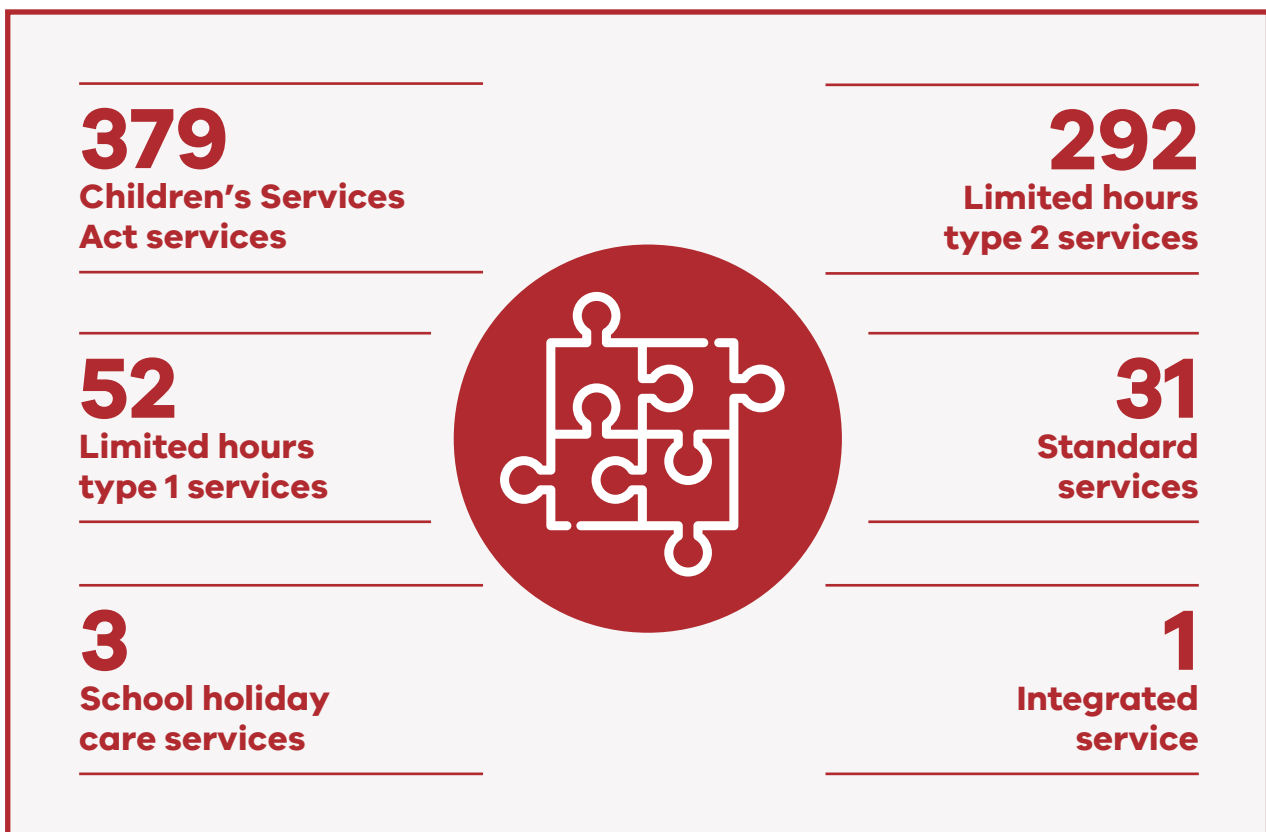 379
Children’s Services
Act services
292
Limited hours
type 2 services
52
Limited hours
type 1 services
31
Standard
services
3
School holiday
care services
1
Integrated
service